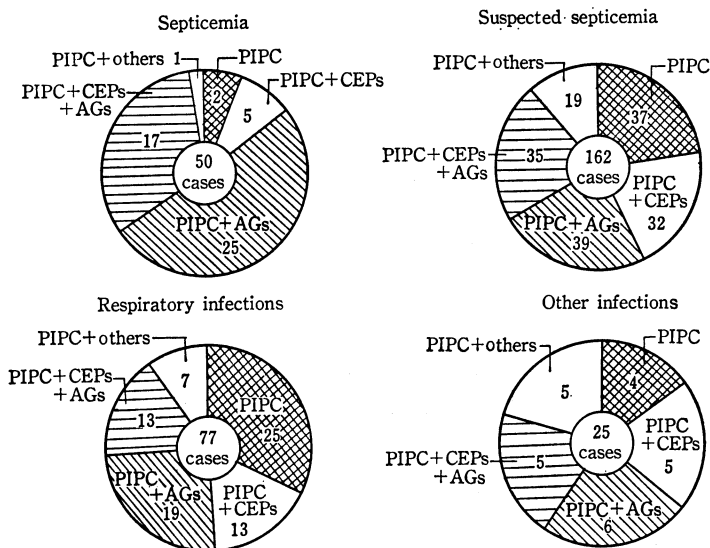 Septicemia
PIPC+others 1
PIPC
PIPC+CEPs
+AGs
PIPC+CEPs
2
5
17
50
cases
PIPC+AGs
25
Suspected septicemia
PIPC+others
PIPC
19
37
PIPC+CEPs
+AGs
35
162
cases
PIPC
+CEPs
32
PIPC+AGs
39
Respiratory infections
PIPC+others
7
PIPC+CEPs
+AGs
13
PIPC
25
77
cases
PIPC
+AGs
19
PIPC
+CEPs
13
Other infections
PIPC+others
PIPC
5
4
PIPC+CEPs
+AGs
5
25
cases
PIPC
+CEPs
5
PIPC+AGs
6